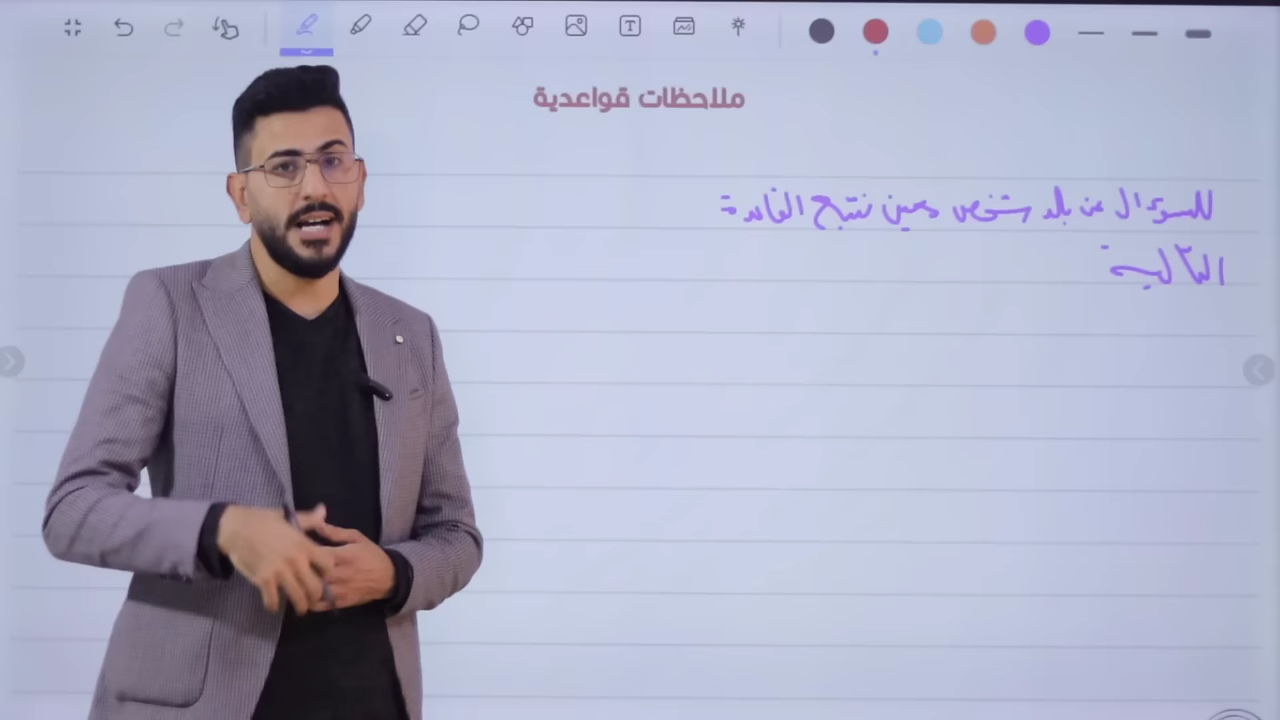 ملاحظات قواعدية
للسؤال عن بلد شخص معين نتبع القاعدة
التالية